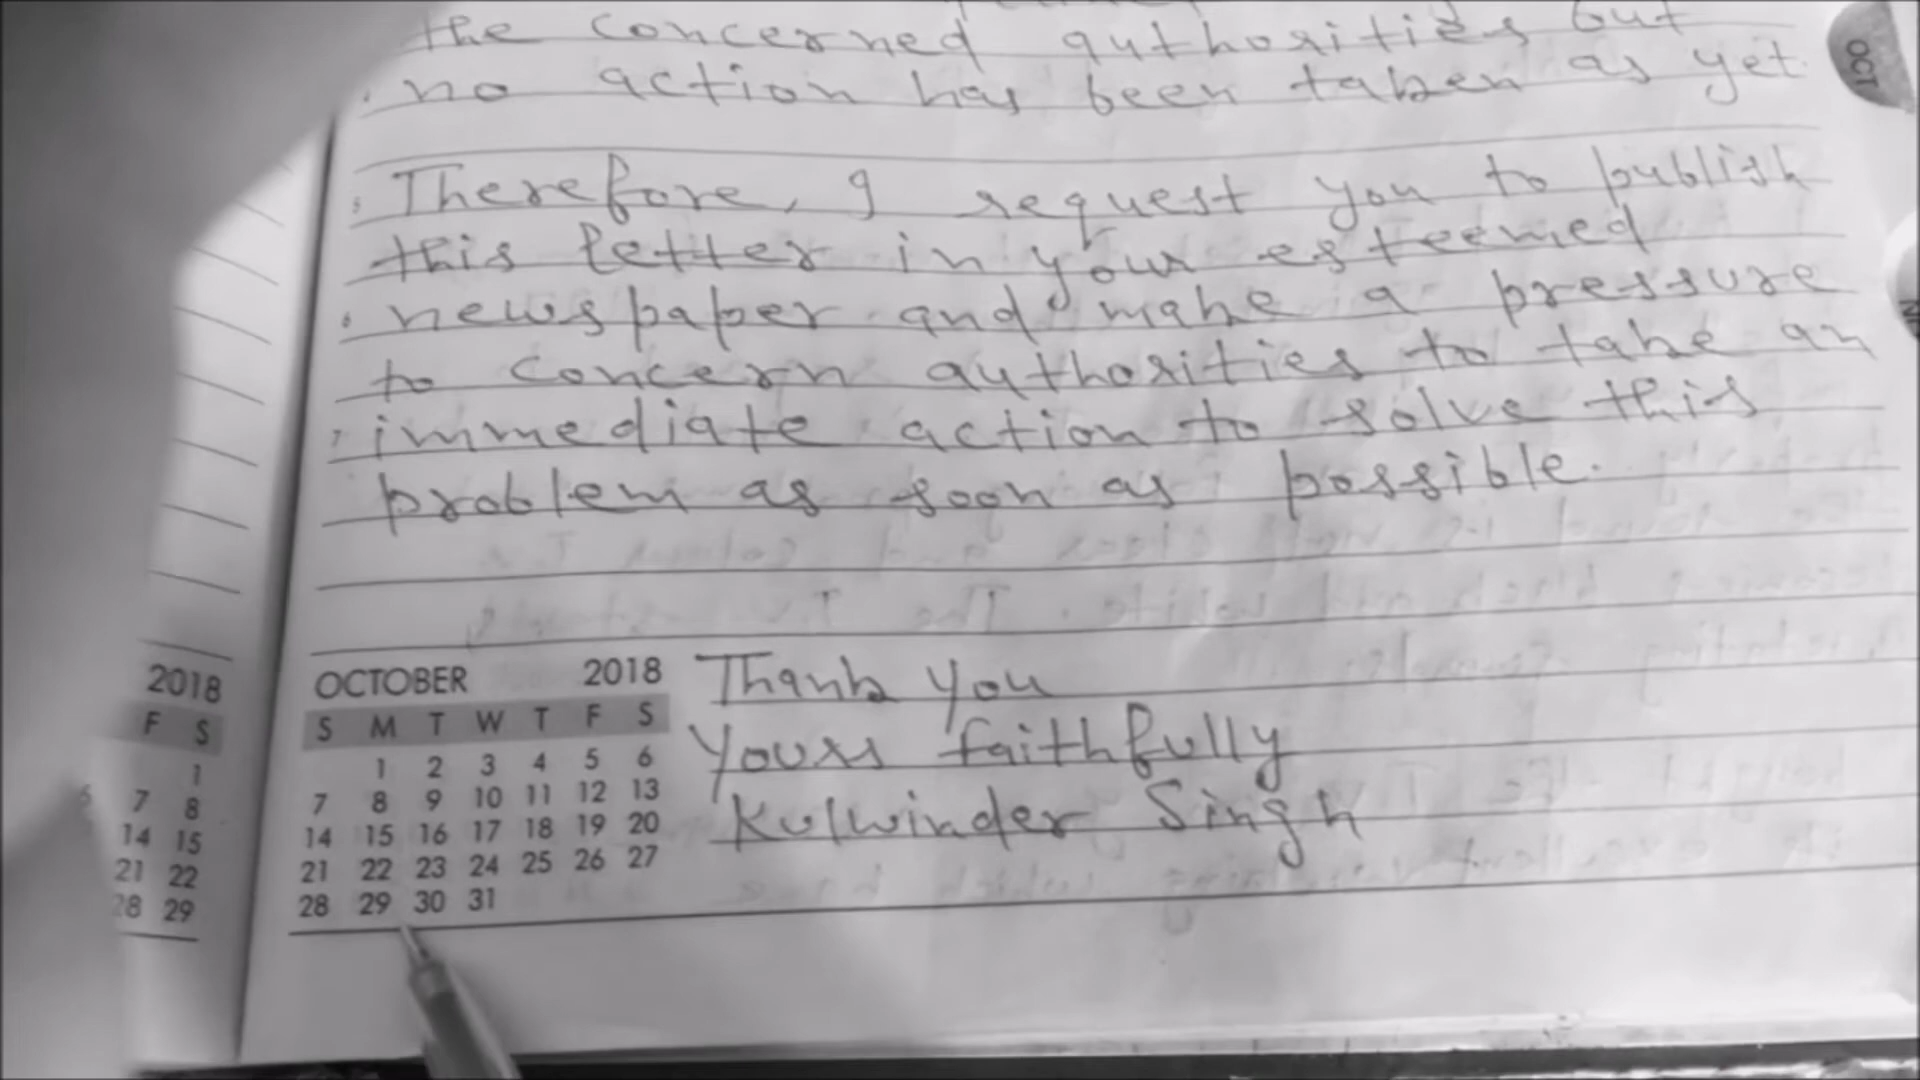 the concerned authorities but
no action has been taken as yet
OCT
Therefore, I request you to publish
this letter in your esteemed
newspaper and make a pressure
to concern authorities to take an
immediate action to solve this
problem as soon as possible.
Thank you
Yours faithfully
Kulwinder Singh
OCTOBER 2018
S M T W T F S
1 2 3 4 5 6
7 8 9 10 11 12 13
14 15 16 17 18 19 20
21 22 23 24 25 26 27
28 29 30 31
2018
F S
1
7 8
14 15
21 22
28 29